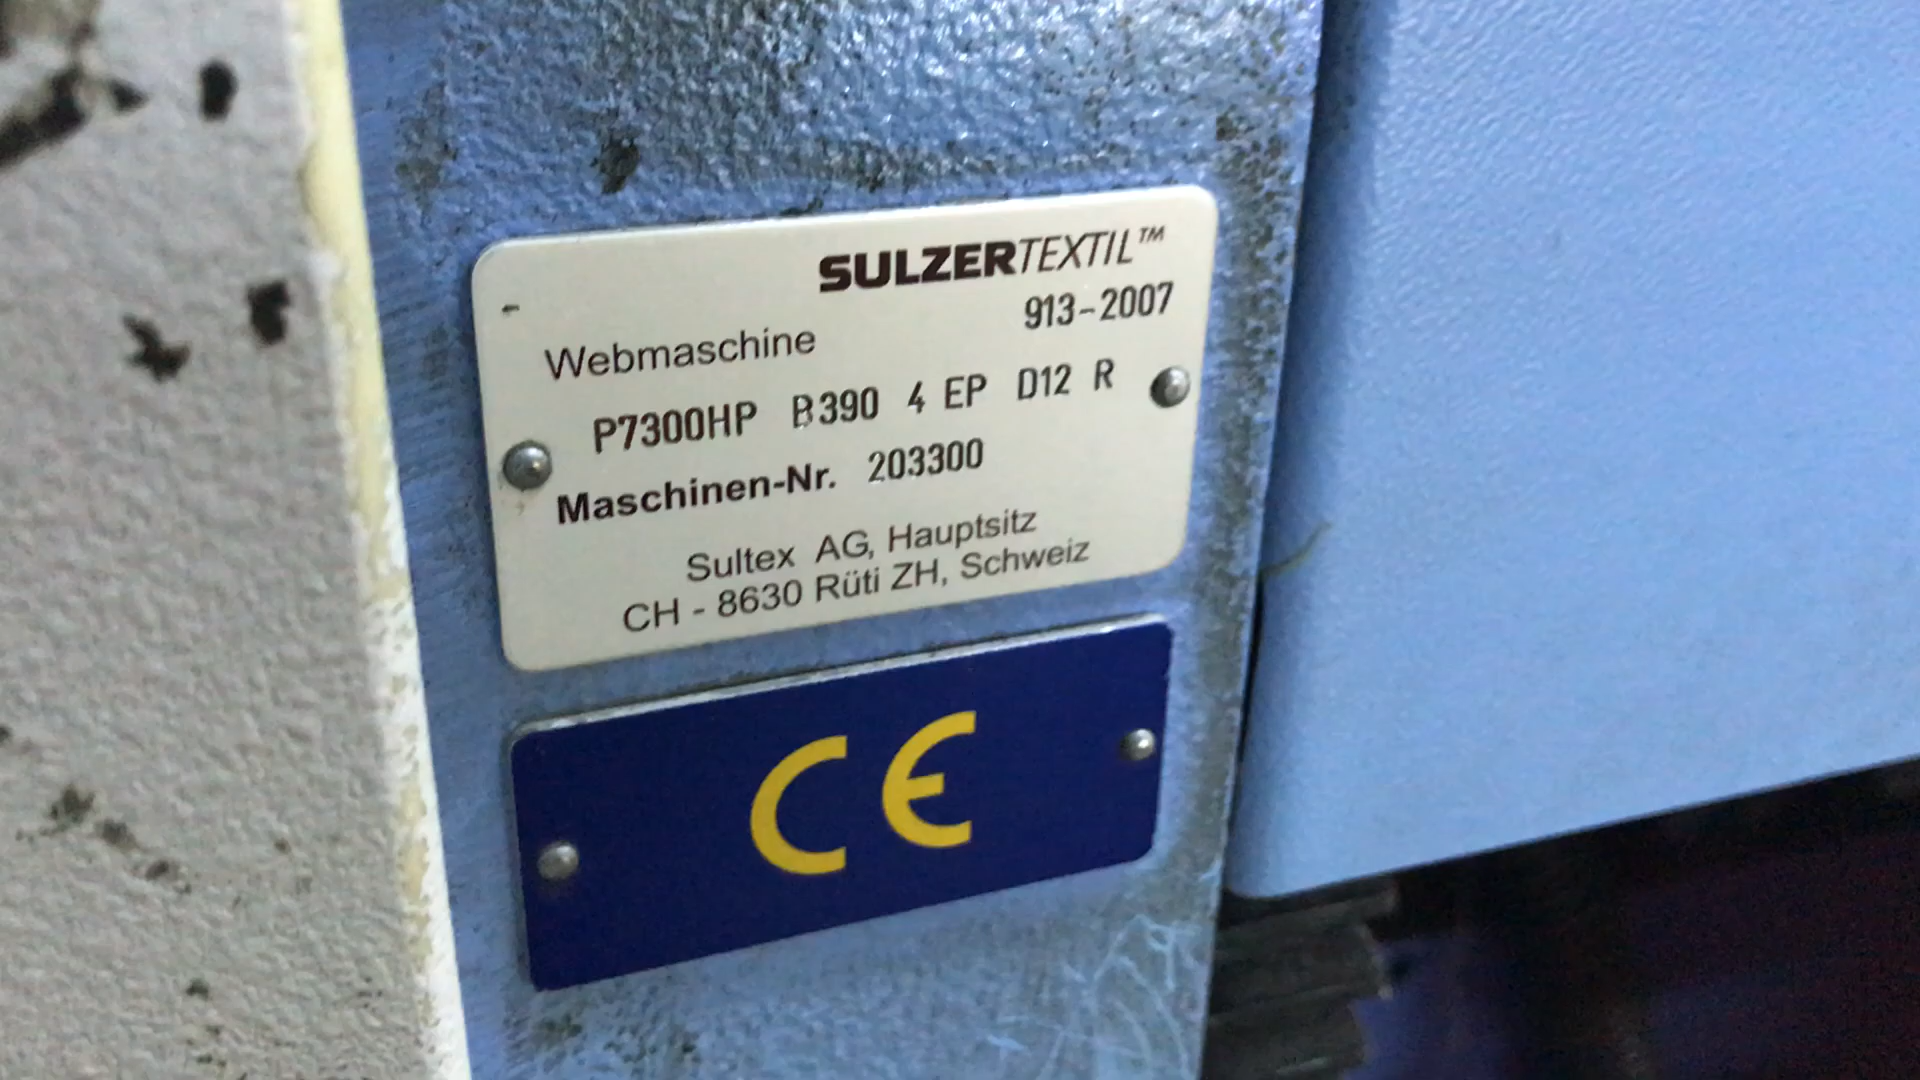 SULZERTEXTIL™
913-2007
Webmaschine
P7300HP B390 4 EP D12 R
Maschinen-Nr. 203300
Sultex AG, Hauptsitz
CH - 8630 Rüti ZH, Schweiz
CE